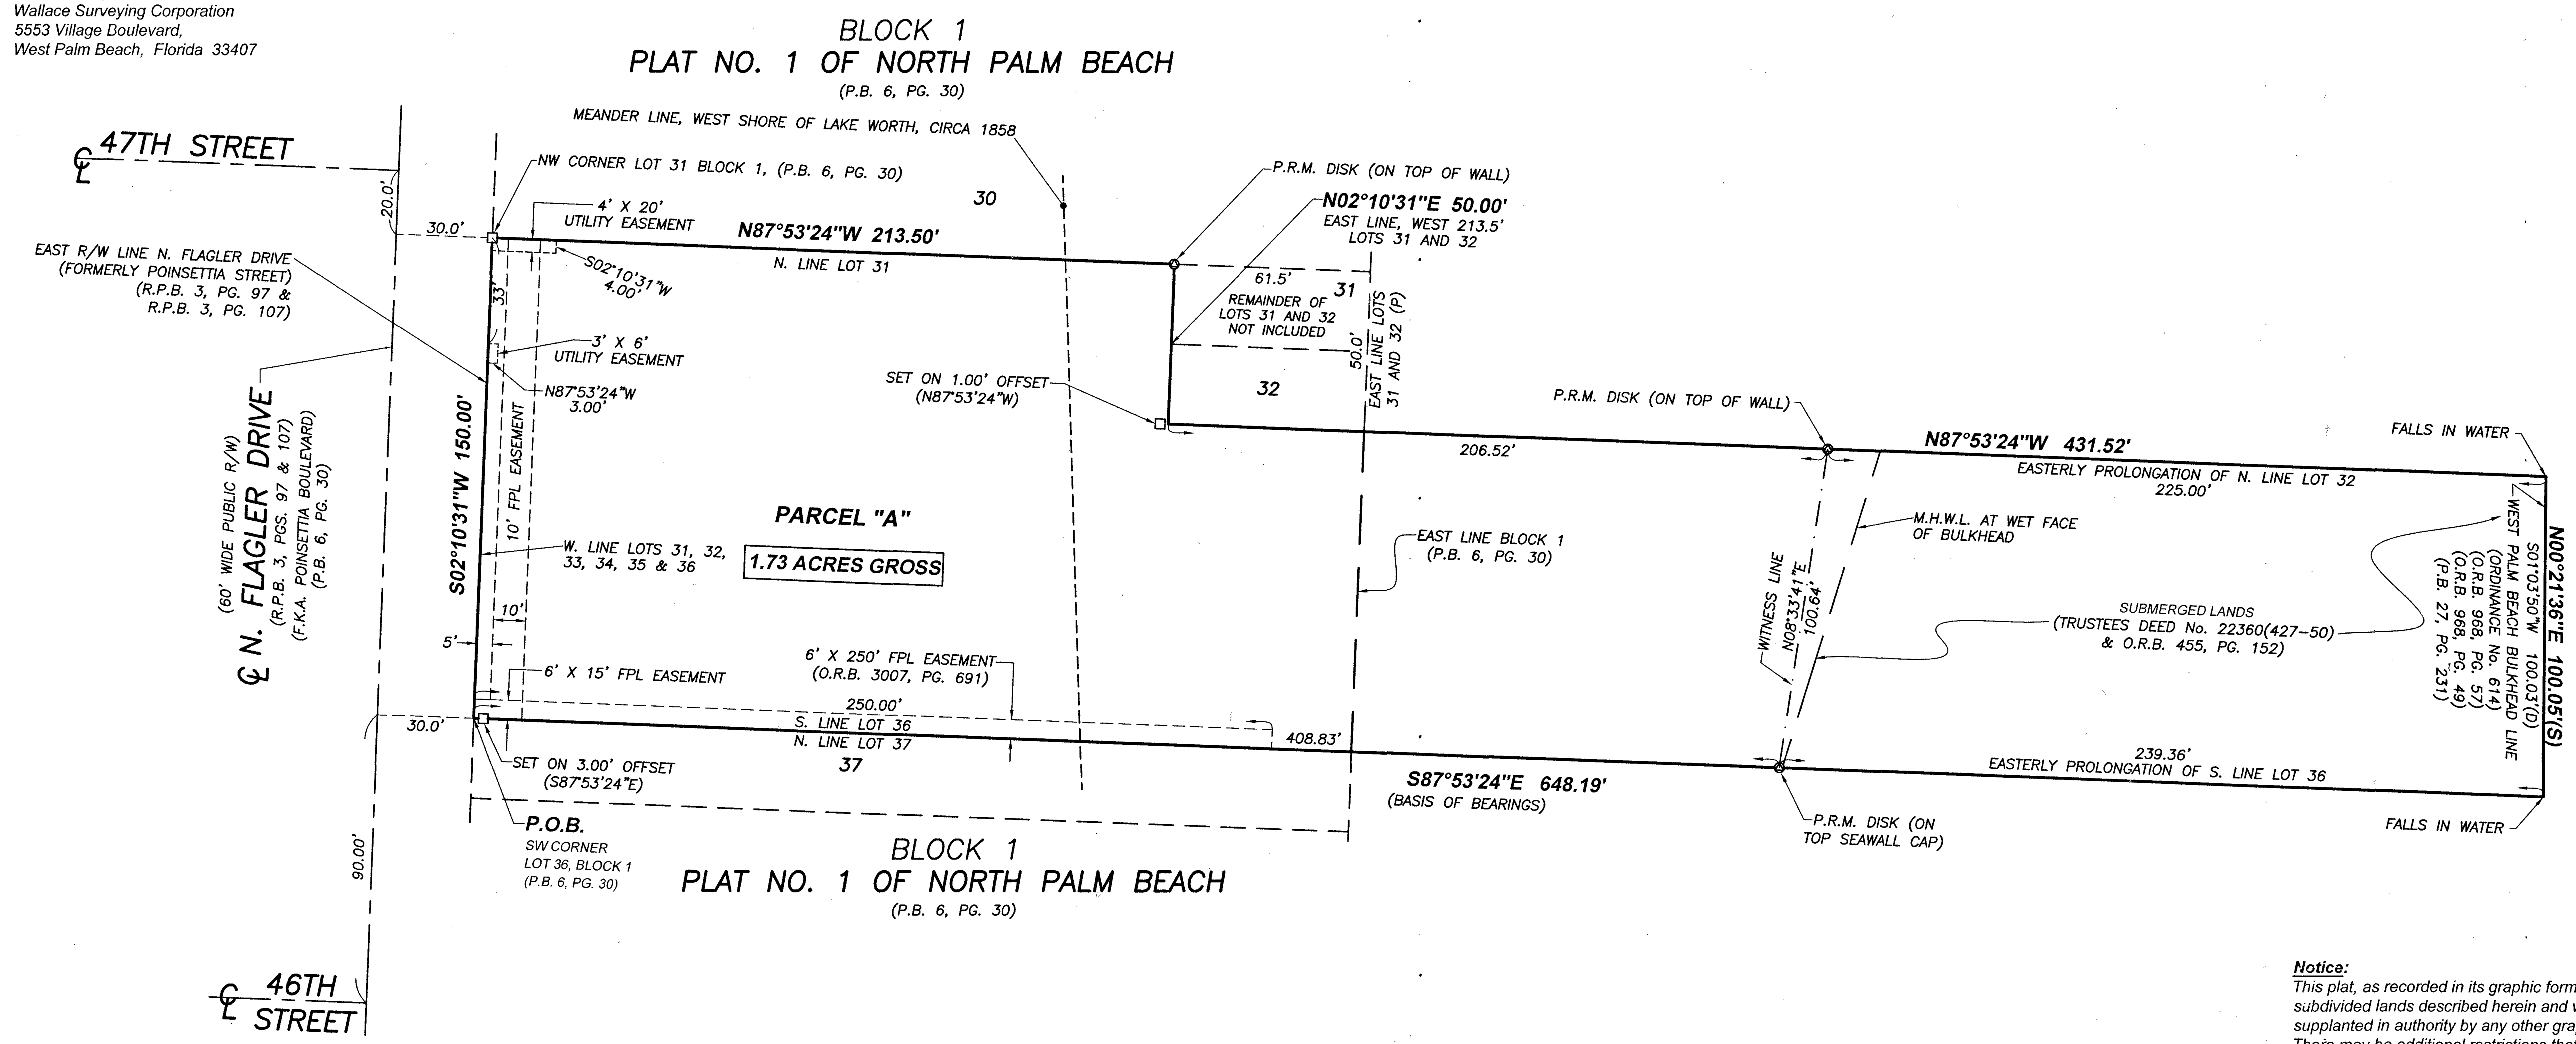 Wallace Surveying Corporation
5553 Village Boulevard,
West Palm Beach, Florida 33407
BLOCK 1
PLAT NO. 1 OF NORTH PALM BEACH
(P.B. 6, PG. 30)
MEANDER LINE, WEST SHORE OF LAKE WORTH, CIRCA 1858
℄ 47TH STREET
NW CORNER LOT 31 BLOCK 1, (P.B. 6, PG. 30)
30
P.R.M. DISK (ON TOP OF WALL)
N02°10'31"E 50.00'
EAST LINE, WEST 213.5'
LOTS 31 AND 32
20.0'
30.0'
4' X 20'
UTILITY EASEMENT
N87°53'24"W 213.50'
N. LINE LOT 31
S02°10'31"W
4.00'
EAST R/W LINE N. FLAGLER DRIVE
(FORMERLY POINSETTIA STREET)
(R.P.B. 3, PG. 97 &
R.P.B. 3, PG. 107)
33'
61.5'
31
REMAINDER OF
LOTS 31 AND 32
NOT INCLUDED
50.0'
EAST LINE LOTS
31 AND 32 (P)
3' X 6'
UTILITY EASEMENT
N87°53'24"W
3.00'
SET ON 1.00' OFFSET
(N87°53'24"W)
32
P.R.M. DISK (ON TOP OF WALL)
206.52'
N87°53'24"W 431.52'
EASTERLY PROLONGATION OF N. LINE LOT 32
225.00'
FALLS IN WATER
(60' WIDE PUBLIC R/W)
℄ N. FLAGLER DRIVE
(R.P.B. 3, PGS. 97 & 107)
(F.K.A. POINSETTIA BOULEVARD)
(P.B. 6, PG. 30)
S02°10'31"W 150.00'
10' FPL EASEMENT
W. LINE LOTS 31, 32,
33, 34, 35 & 36
PARCEL "A"
1.73 ACRES GROSS
EAST LINE BLOCK 1
(P.B. 6, PG. 30)
M.H.W.L. AT WET FACE
OF BULKHEAD
WITNESS LINE
N08°33'41"E
100.64'
SUBMERGED LANDS
(TRUSTEES DEED No. 22360(427-50)
& O.R.B. 455, PG. 152)
N00°21'36"E 100.05'(S)
S01°03'50"W 100.03'(D)
WEST PALM BEACH BULKHEAD LINE
(ORDINANCE No. 614)
(O.R.B. 968, PG. 57)
(O.R.B. 968, PG. 49)
(P.B. 27, PG. 231)
10'
5'
6' X 15' FPL EASEMENT
6' X 250' FPL EASEMENT
(O.R.B. 3007, PG. 691)
250.00'
S. LINE LOT 36
N. LINE LOT 37
37
408.83'
30.0'
SET ON 3.00' OFFSET
(S87°53'24"E)
S87°53'24"E 648.19'
(BASIS OF BEARINGS)
239.36'
EASTERLY PROLONGATION OF S. LINE LOT 36
P.R.M. DISK (ON
TOP SEAWALL CAP)
FALLS IN WATER
P.O.B.
SW CORNER
LOT 36, BLOCK 1
(P.B. 6, PG. 30)
90.00'
BLOCK 1
PLAT NO. 1 OF NORTH PALM BEACH
(P.B. 6, PG. 30)
℄ 46TH
STREET
Notice:
This plat, as recorded in its graphic form
subdivided lands described herein and
supplanted in authority by any other
There may be additional restrictions